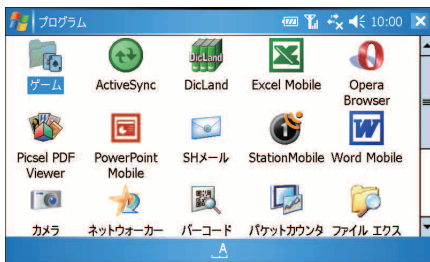 プログラム 10:00
ゲーム ActiveSync DicLand Excel Mobile Opera Browser
Picsel PDF Viewer PowerPoint Mobile SHメール StationMobile Word Mobile
カメラ ネットウォーカー バーコード パケットカウンタ ファイル エクス
A